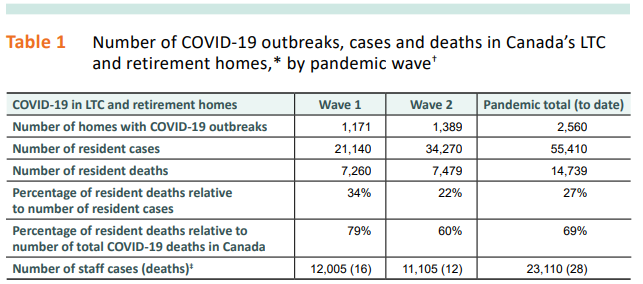 Table 1 Number of COVID-19 outbreaks, cases and deaths in Canada's LTC
and retirement homes,* by pandemic wave†
COVID-19 in LTC and retirement homes Wave 1 Wave 2 Pandemic total (to date)
Number of homes with COVID-19 outbreaks 1,171 1,389 2,560
Number of resident cases 21,140 34,270 55,410
Number of resident deaths 7,260 7,479 14,739
Percentage of resident deaths relative 34% 22% 27%
to number of resident cases
Percentage of resident deaths relative to 79% 60% 69%
number of total COVID-19 deaths in Canada
Number of staff cases (deaths)‡ 12,005 (16) 11,105 (12) 23,110 (28)